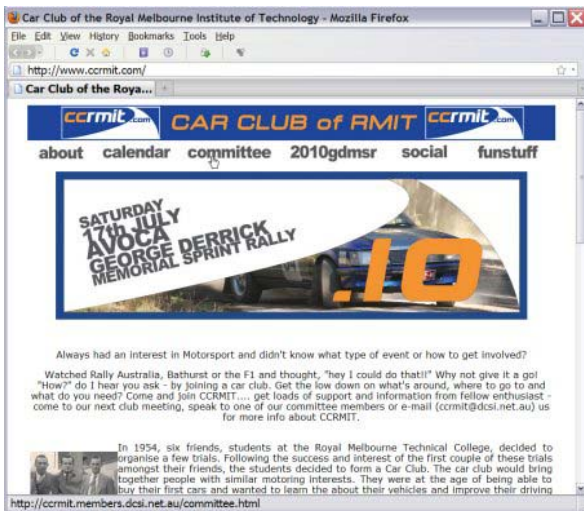 Car Club of the Royal Melbourne Institute of Technology - Mozilla Firefox
File Edit View History Bookmarks Tools Help
http://www.ccrmit.com/
Car Club of the Roya...
ccrmit.com CAR CLUB of RMIT ccrmit.com
about calendar committee 2010gdmsr social funstuff
SATURDAY
17th JULY
AVOCA
GEORGE DERRICK
MEMORIAL SPRINT RALLY
.10
Always had an interest in Motorsport and didn't know what type of event or how to get involved?
Watched Rally Australia, Bathurst or the F1 and thought, "hey I could do that!!" Why not give it a go!
"How?" do I hear you ask - by joining a car club. Get the low down on what's around, where to go to and
what do you need? Come and join CCRMIT.... get loads of support and information from fellow enthusiast -
come to our next club meeting, speak to one of our committee members or e-mail (ccrmit@dcsi.net.au) us
for more info about CCRMIT.
In 1954, six friends, students at the Royal Melbourne Technical College, decided to
organise a few trials. Following the success and interest of the first couple of these trials
amongst their friends, the students decided to form a Car Club. The car club would bring
together people with similar motoring interests. They were at the age of being able to
buy their first cars and wanted to learn the about their vehicles and improve their driving
http://ccrmit.members.dcsi.net.au/committee.html